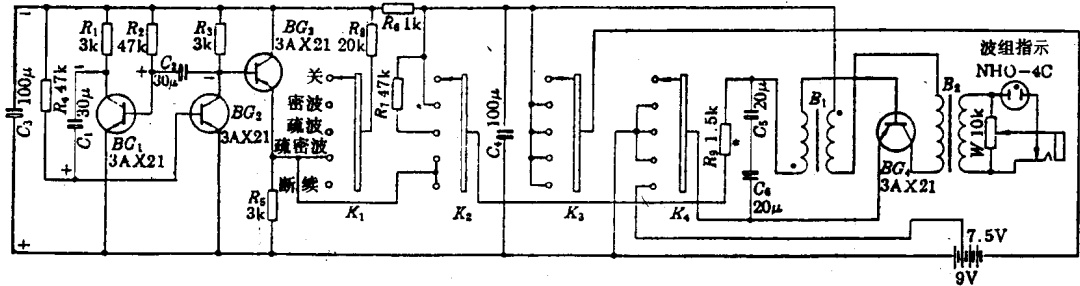 R₁
3k
R₂
47k
R₃
3k
BG₃
3AX21
R₈
20k
R₆ 1k
C₂
30μ
C₃
100μ
R₄ 47k
C₁
30μ
BG₁
3AX21
BG₂
3AX21
R₅
3k
关
密波
疏波
疏密波
断续
K₁
R₇ 47k
K₂
C₄
100μ
K₃
K₄
R₉ 1.5k
*
C₅
20μ
C₆
20μ
B₁
BG₄
3AX21
B₂
波组指示
NHO-4C
W 10k
7.5V
9V